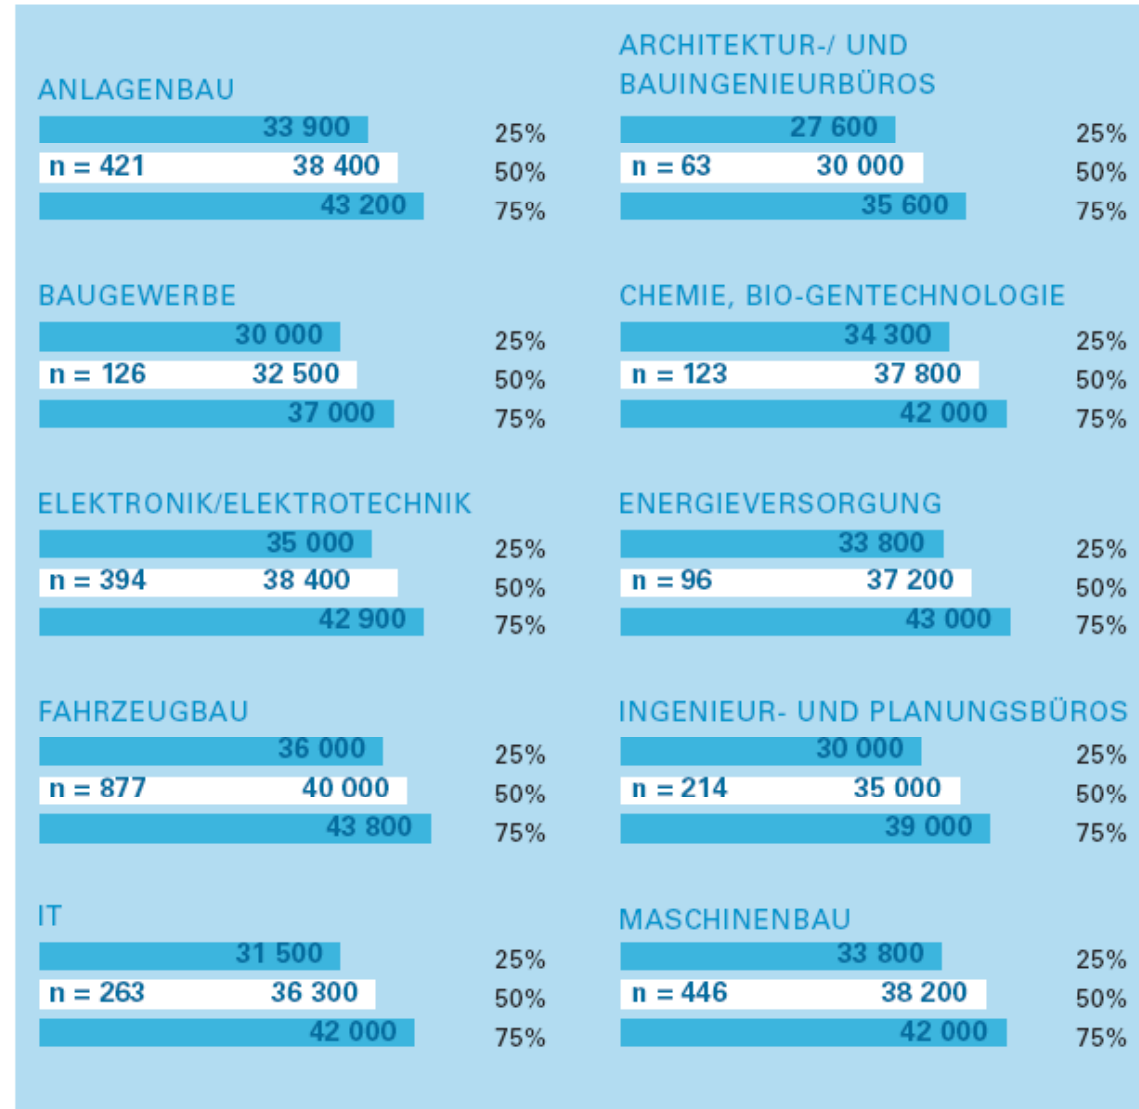 ANLAGENBAU
33 900 25%
n = 421 38 400 50%
43 200 75%
ARCHITEKTUR-/ UND
BAUINGENIEURBÜROS
27 600 25%
n = 63 30 000 50%
35 600 75%
BAUGEWERBE
30 000 25%
n = 126 32 500 50%
37 000 75%
CHEMIE, BIO-GENTECHNOLOGIE
34 300 25%
n = 123 37 800 50%
42 000 75%
ELEKTRONIK/ELEKTROTECHNIK
35 000 25%
n = 394 38 400 50%
42 900 75%
ENERGIEVERSORGUNG
33 800 25%
n = 96 37 200 50%
43 000 75%
FAHRZEUGBAU
36 000 25%
n = 877 40 000 50%
43 800 75%
INGENIEUR- UND PLANUNGSBÜROS
30 000 25%
n = 214 35 000 50%
39 000 75%
IT
31 500 25%
n = 263 36 300 50%
42 000 75%
MASCHINENBAU
33 800 25%
n = 446 38 200 50%
42 000 75%